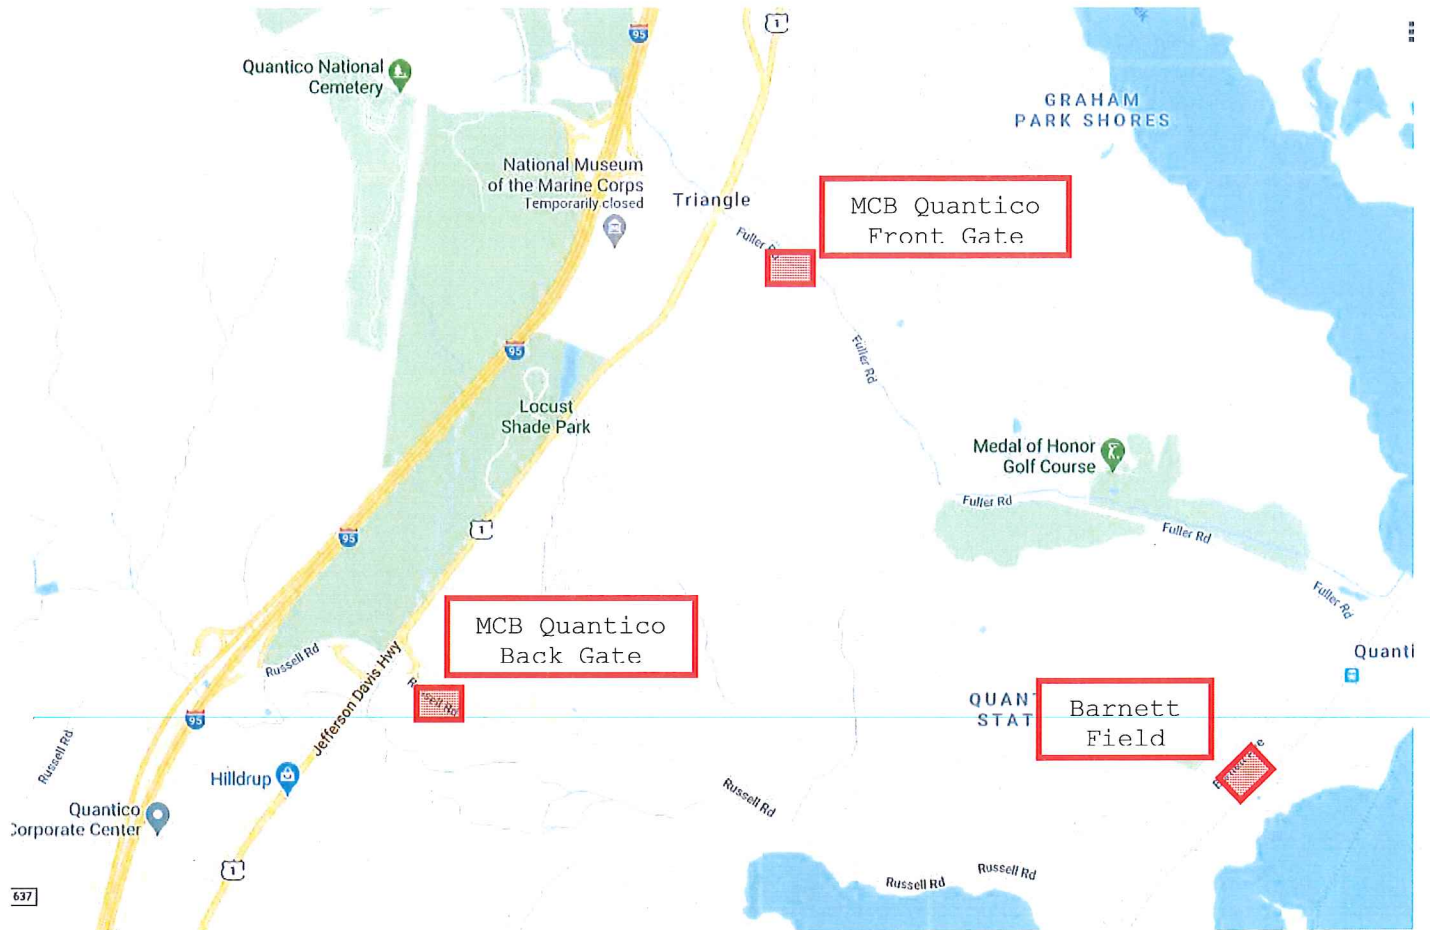 95
1
Quantico National
Cemetery
GRAHAM
PARK SHORES
National Museum
of the Marine Corps
Temporarily closed
Triangle
MCB Quantico
Front Gate
Fuller Rd
95
Fuller Rd
Locust
Shade Park
Medal of Honor
Golf Course
Fuller Rd
1
95
Fuller Rd
Fuller Rd
MCB Quantico
Back Gate
Russell Rd
Jefferson Davis Hwy
Quanti
QUANT
STAT
Barnett
Field
95
Russell Rd
Hilldrup
Russell Rd
Quantico
Corporate Center
1
Russell Rd
Russell Rd
637